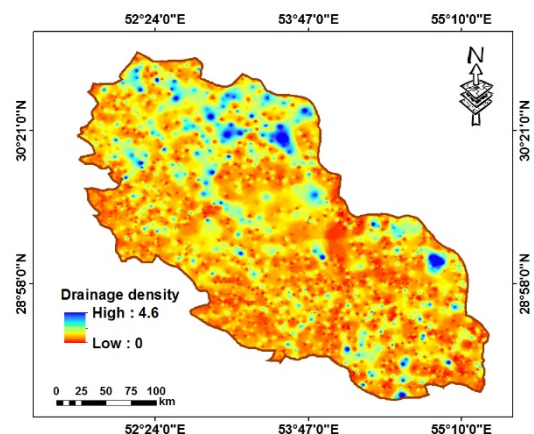 52°24'0"E 53°47'0"E 55°10'0"E
N
30°21'0"N 30°21'0"N
28°58'0"N 28°58'0"N
Drainage density
High : 4.6
Low : 0
0 25 50 75 100
km
52°24'0"E 53°47'0"E 55°10'0"E